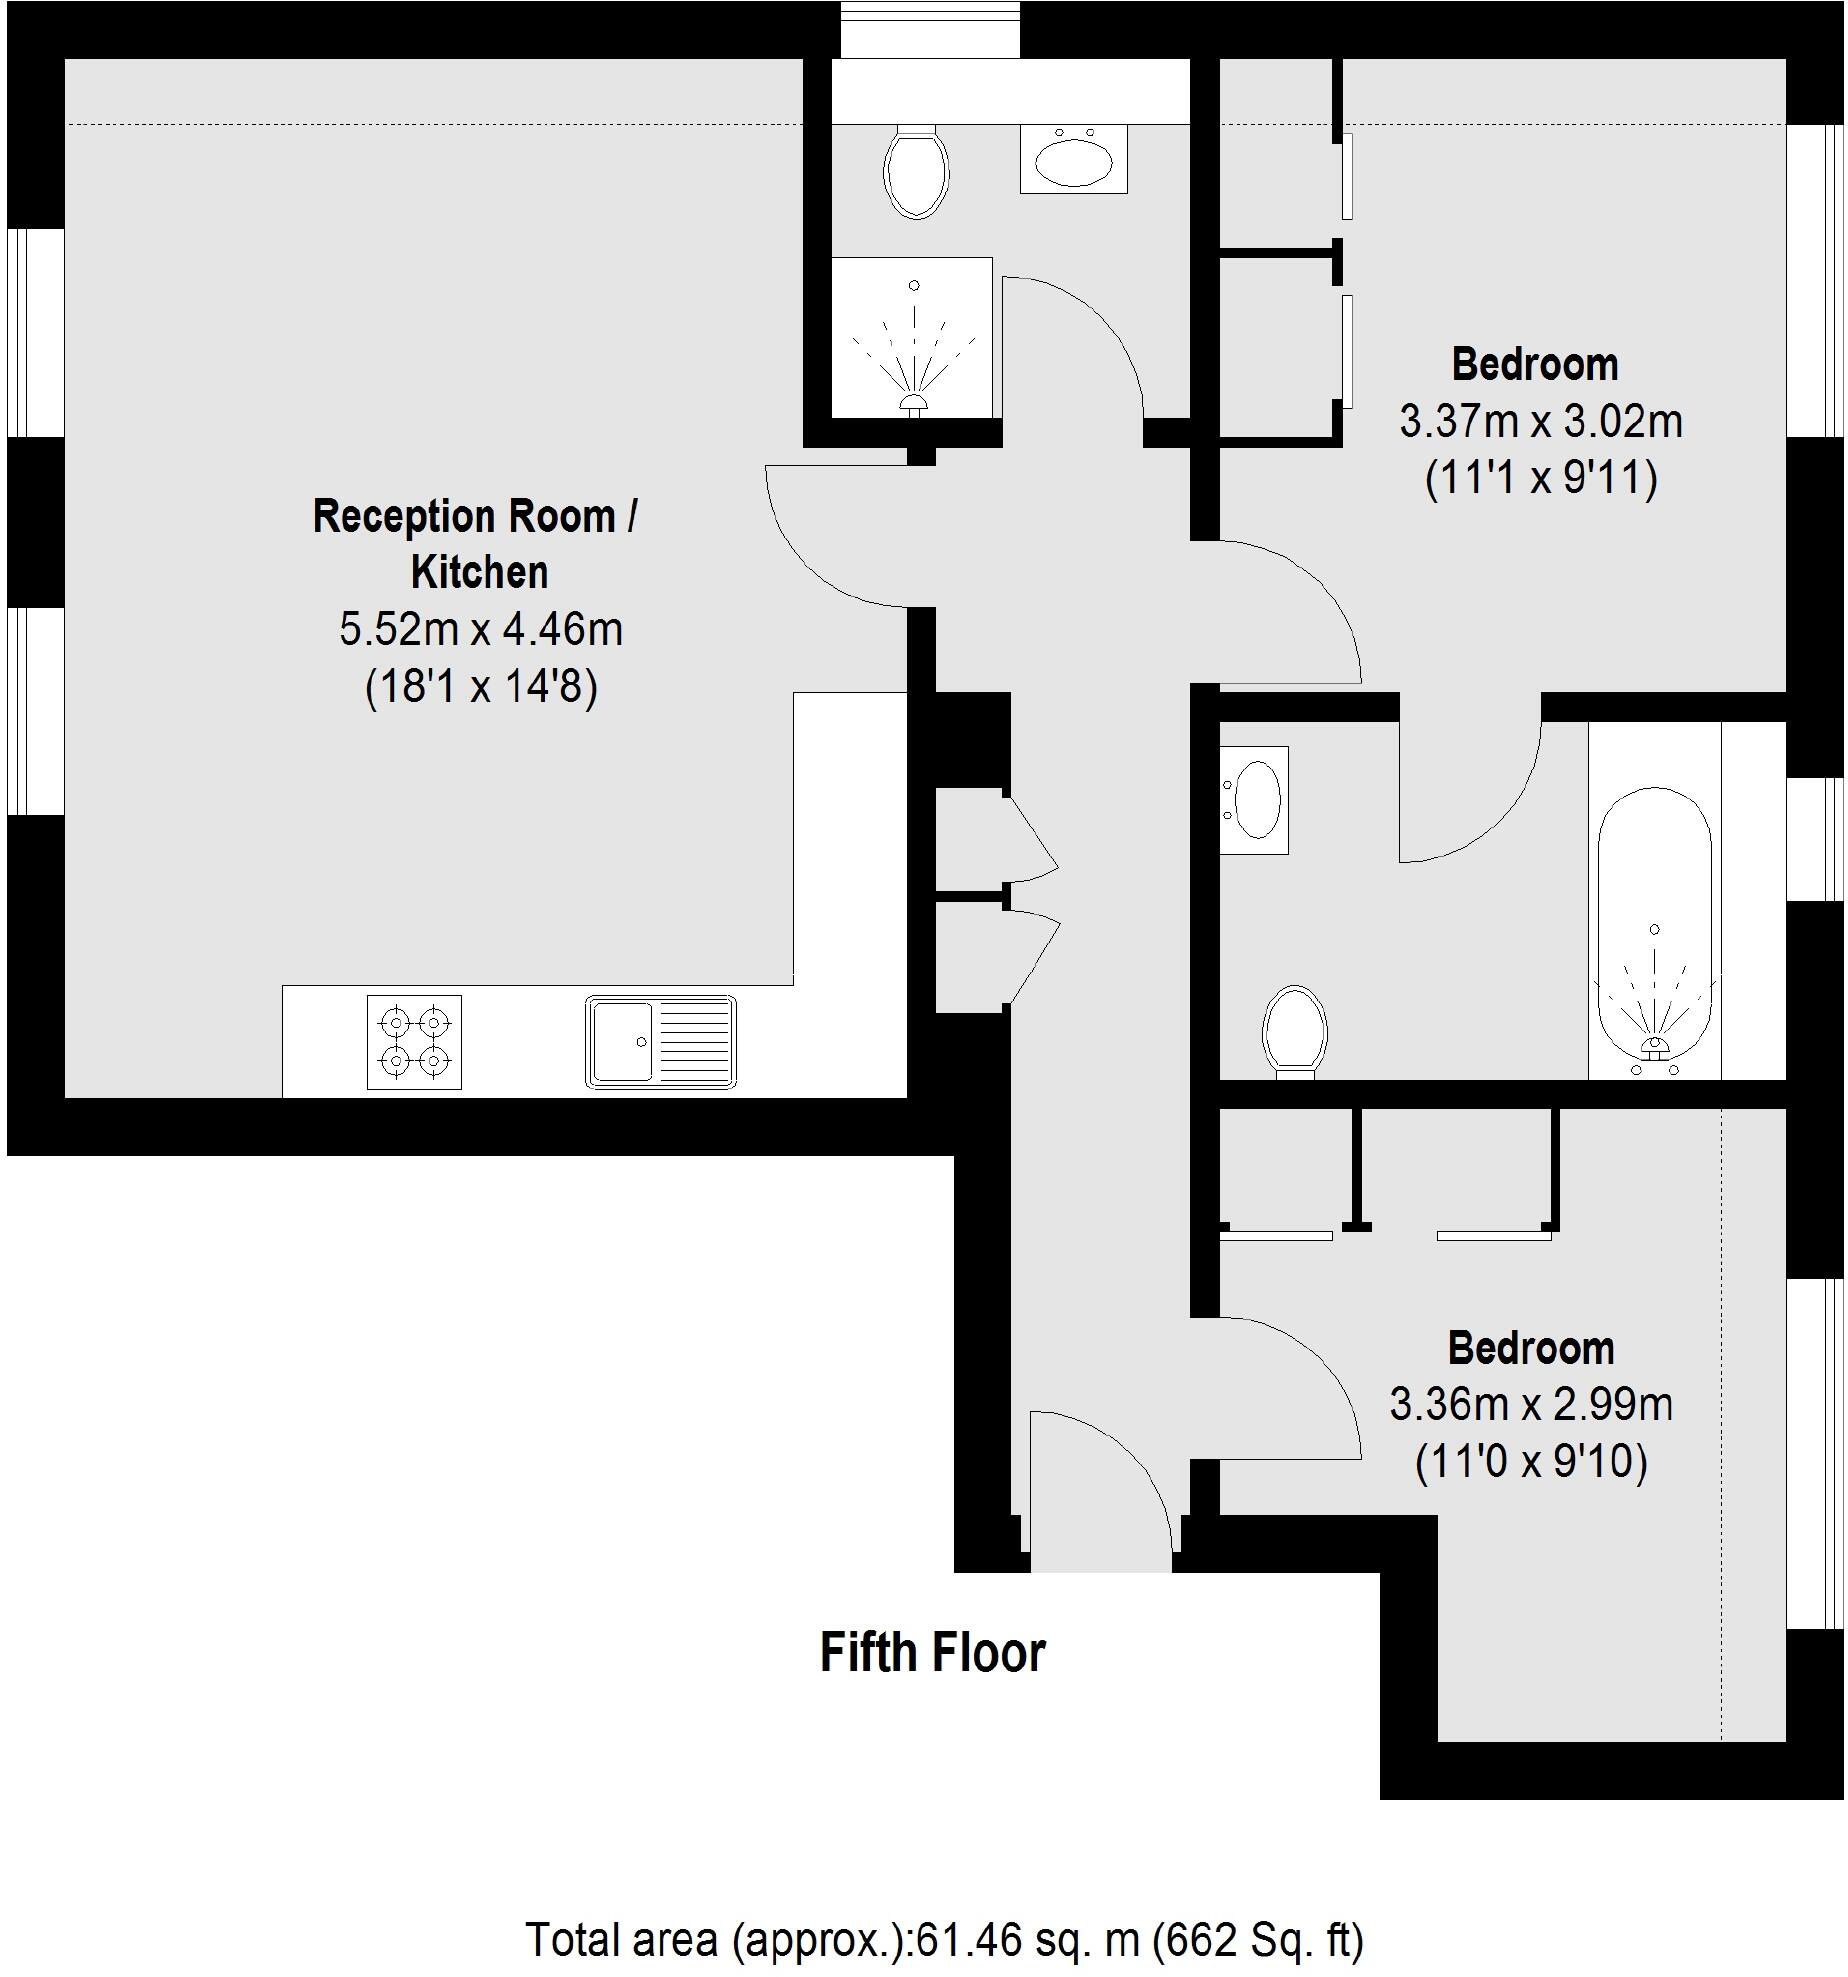 Bedroom
3.37m x 3.02m
(11'1 x 9'11)
Reception Room /
Kitchen
5.52m x 4.46m
(18'1 x 14'8)
Bedroom
3.36m x 2.99m
(11'0 x 9'10)
Fifth Floor
Total area (approx.):61.46 sq. m (662 Sq. ft)